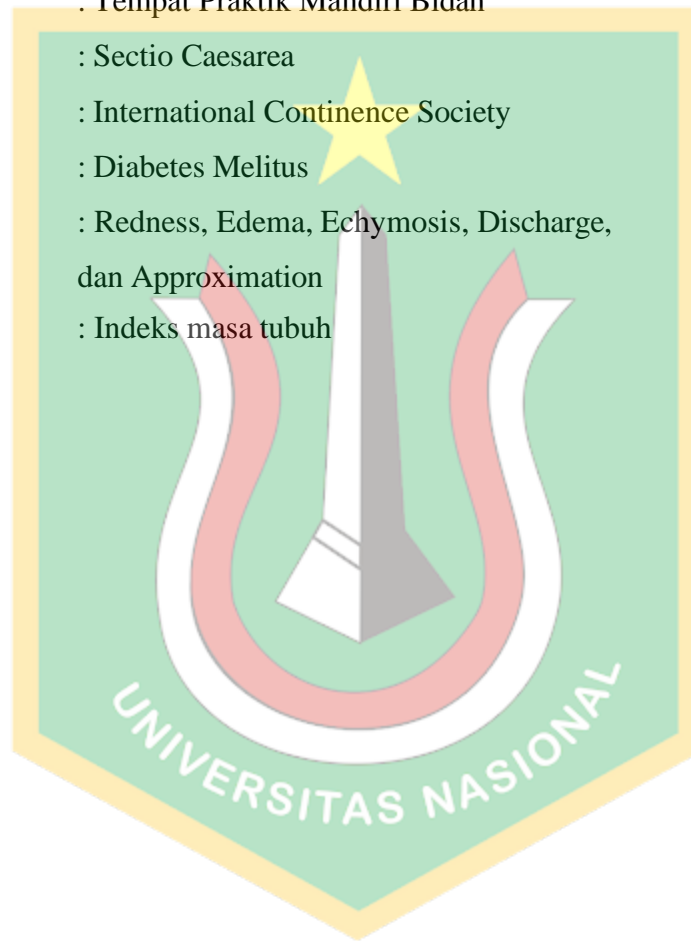 : Tempat Praktik Mandiri Bidan
: Sectio Caesarea
: International Continence Society
: Diabetes Melitus
: Redness, Edema, Echymosis, Discharge,
dan Approximation
: Indeks masa tubuh
UNIVERSITAS NASIONAL